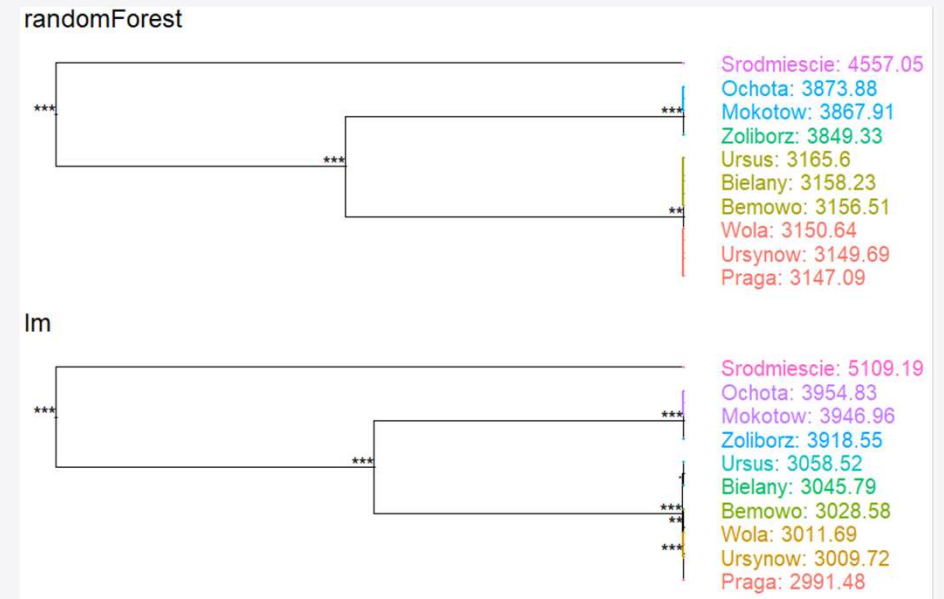 randomForest
***
***
***
**
Srodmiescie: 4557.05
Ochota: 3873.88
Mokotow: 3867.91
Zoliborz: 3849.33
Ursus: 3165.6
Bielany: 3158.23
Bemowo: 3156.51
Wola: 3150.64
Ursynow: 3149.69
Praga: 3147.09
lm
***
***
***
***
**
***
Srodmiescie: 5109.19
Ochota: 3954.83
Mokotow: 3946.96
Zoliborz: 3918.55
Ursus: 3058.52
Bielany: 3045.79
Bemowo: 3028.58
Wola: 3011.69
Ursynow: 3009.72
Praga: 2991.48